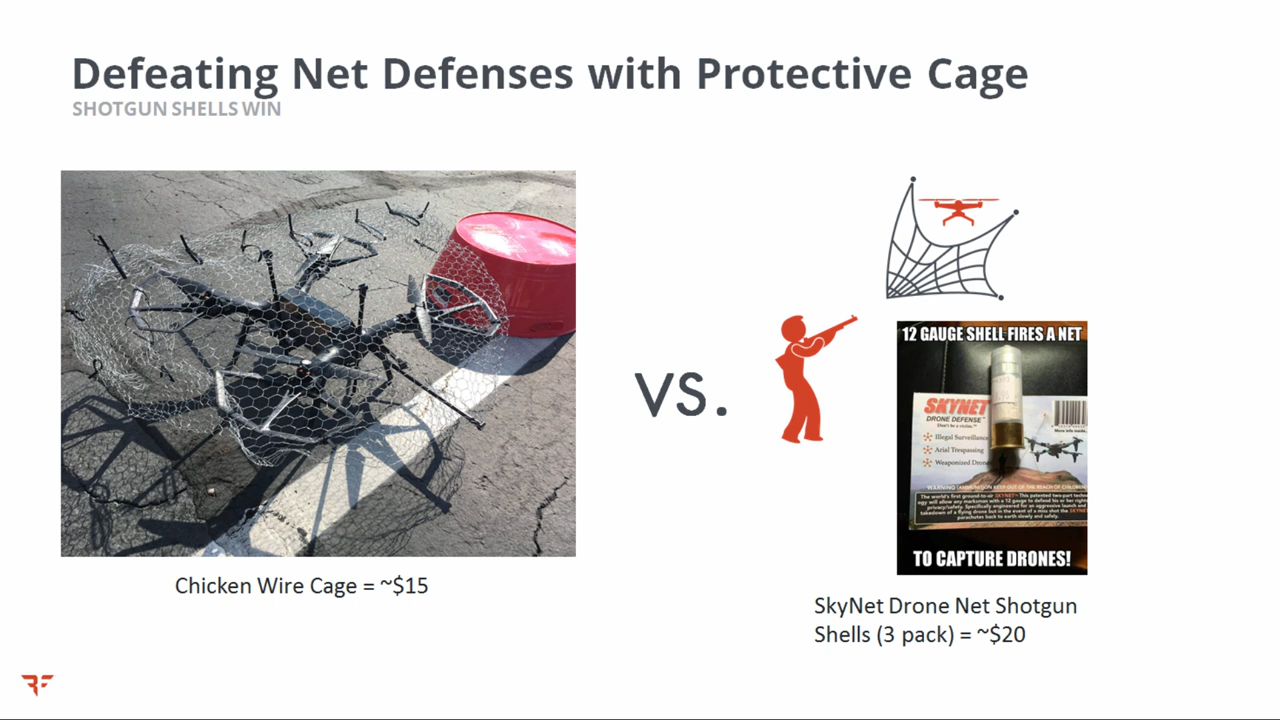 Defeating Net Defenses with Protective Cage
SHOTGUN SHELLS WIN
vs.
12 GAUGE SHELL FIRES A NET
SKYNET
DRONE DEFENSE
Don't be a victim.™
Illegal Surveillance
Arial Trespassing
Weaponized Dron
WARNING: AMMUNITION KEEP OUT OF THE REACH OF CHILDREN
TO CAPTURE DRONES!
Chicken Wire Cage = ~$15
SkyNet Drone Net Shotgun
Shells (3 pack) = ~$20